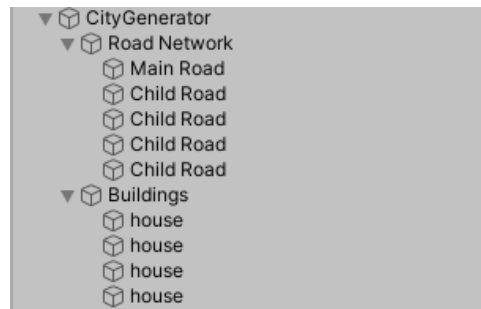 CityGenerator
Road Network
Main Road
Child Road
Child Road
Child Road
Child Road
Buildings
house
house
house
house